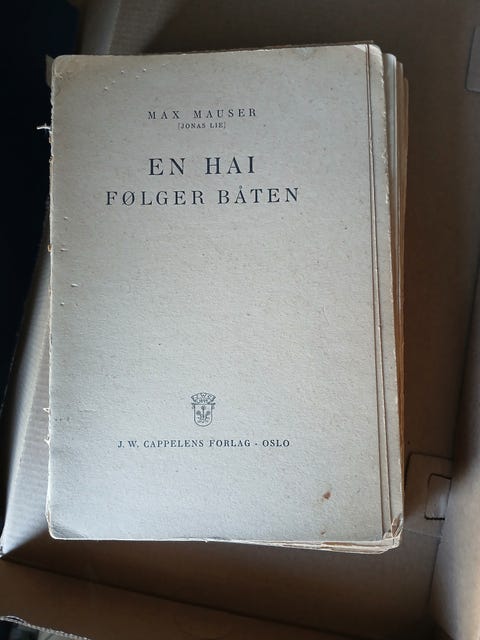 MAX MAUSER
[JONAS LIE]
EN HAI
FØLGER BÅTEN
J. W. CAPPELENS FORLAG - OSLO